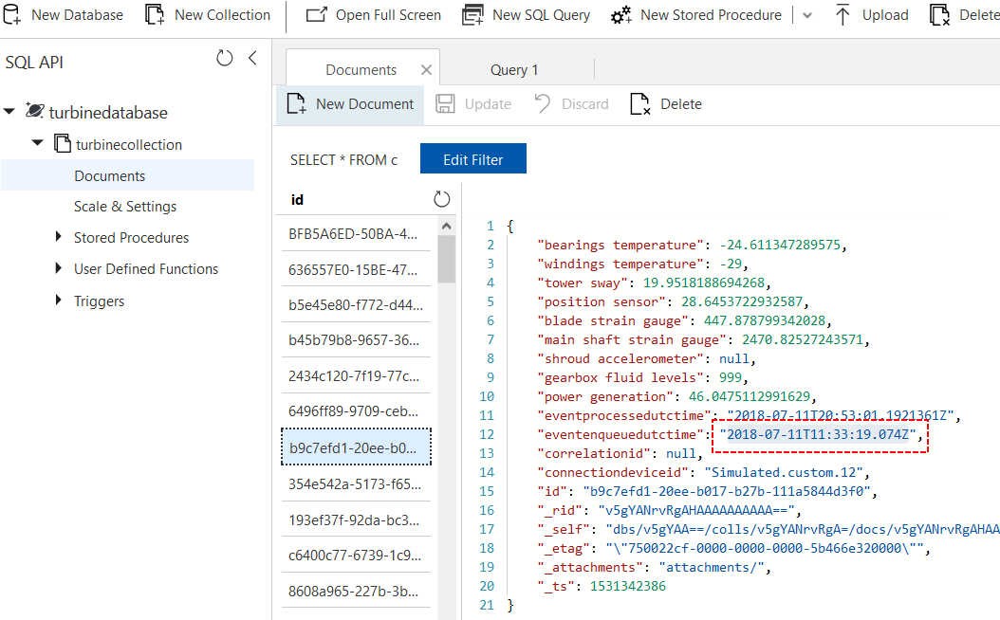 New Database New Collection Open Full Screen New SQL Query New Stored Procedure Upload Delete
SQL API
Documents Query 1
turbinedatabase
turbinecollection
Documents
Scale & Settings
Stored Procedures
User Defined Functions
Triggers
New Document Update Discard Delete
SELECT * FROM c Edit Filter
id
BFB5A6ED-50BA-4...
636557E0-15BE-47...
b5e45e80-f772-d44...
b45b79b8-9657-36...
2434c120-7f19-77c...
6496ff89-9709-ceb...
b9c7efd1-20ee-b0...
354e542a-5173-f65...
193ef37f-92da-bc3...
c6400c77-6739-1c9...
8608a965-227b-3b...
1 {
2 "bearings temperature": -24.611347289575,
3 "windings temperature": -29,
4 "tower sway": 19.9518188694268,
5 "position sensor": 28.6453722932587,
6 "blade strain gauge": 447.878799342028,
7 "main shaft strain gauge": 2470.82527243571,
8 "shroud accelerometer": null,
9 "gearbox fluid levels": 999,
10 "power generation": 46.0475112991629,
11 "eventprocessedutctime": "2018-07-11T20:53:01.1921361Z",
12 "eventenqueuedutctime": "2018-07-11T11:33:19.074Z",
13 "correlationid": null,
14 "connectiondeviceid": "Simulated.custom.12",
15 "id": "b9c7efd1-20ee-b017-b27b-111a5844d3f0",
16 "_rid": "v5gYANrvRgAHAAAAAAAAAA==",
17 "_self": "dbs/v5gYAA==/colls/v5gYANrvRgA=/docs/v5gYANrvRgAHAA
18 "_etag": "\"750022cf-0000-0000-0000-5b466e320000\"",
19 "_attachments": "attachments/",
20 "_ts": 1531342386
21 }